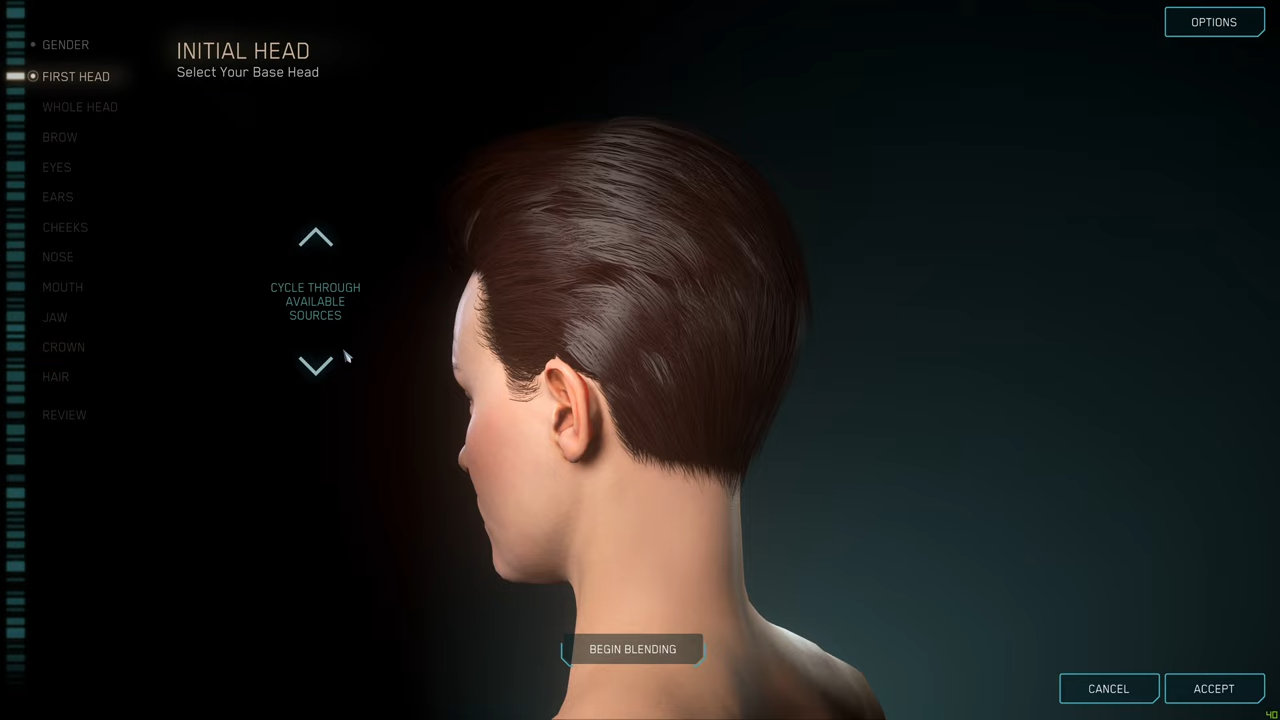 OPTIONS
GENDER
FIRST HEAD
WHOLE HEAD
BROW
EYES
EARS
CHEEKS
NOSE
MOUTH
JAW
CROWN
HAIR
REVIEW
INITIAL HEAD
Select Your Base Head
CYCLE THROUGH
AVAILABLE
SOURCES
BEGIN BLENDING
CANCEL
ACCEPT
40